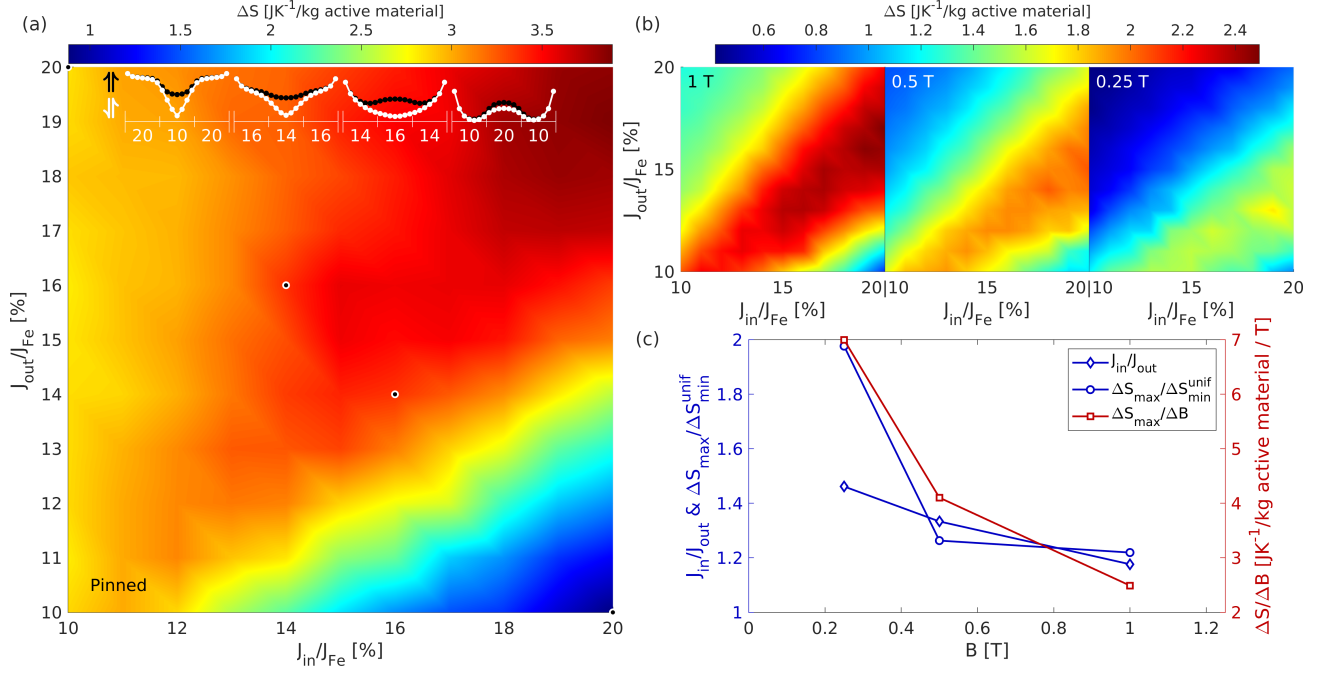 (a)
ΔS [JK⁻¹/kg active material]
1 1.5 2 2.5 3 3.5
20
19
18
17
16
15
14
13
12
11
10
J_out/J_Fe [%]
⥮
⇌
20 10 20 16 14 16 14 16 14 10 20 10
Pinned
10 12 14 16 18 20
J_in/J_Fe [%]
(b)
ΔS [JK⁻¹/kg active material]
0.6 0.8 1 1.2 1.4 1.6 1.8 2 2.2 2.4
20
15
10
J_out/J_Fe [%]
1 T 0.5 T 0.25 T
10 15 20|10 15 20|10 15 20
J_in/J_Fe [%] J_in/J_Fe [%] J_in/J_Fe [%]
(c)
2
1.8
1.6
1.4
1.2
1
J_in/J_out & ΔS_max/ΔS_min^unif
J_in/J_out
ΔS_max/ΔS_min^unif
ΔS_max/ΔB
7
6
5
4
3
2
ΔS/ΔB [JK⁻¹/kg active material / T]
0 0.2 0.4 0.6 0.8 1 1.2
B [T]